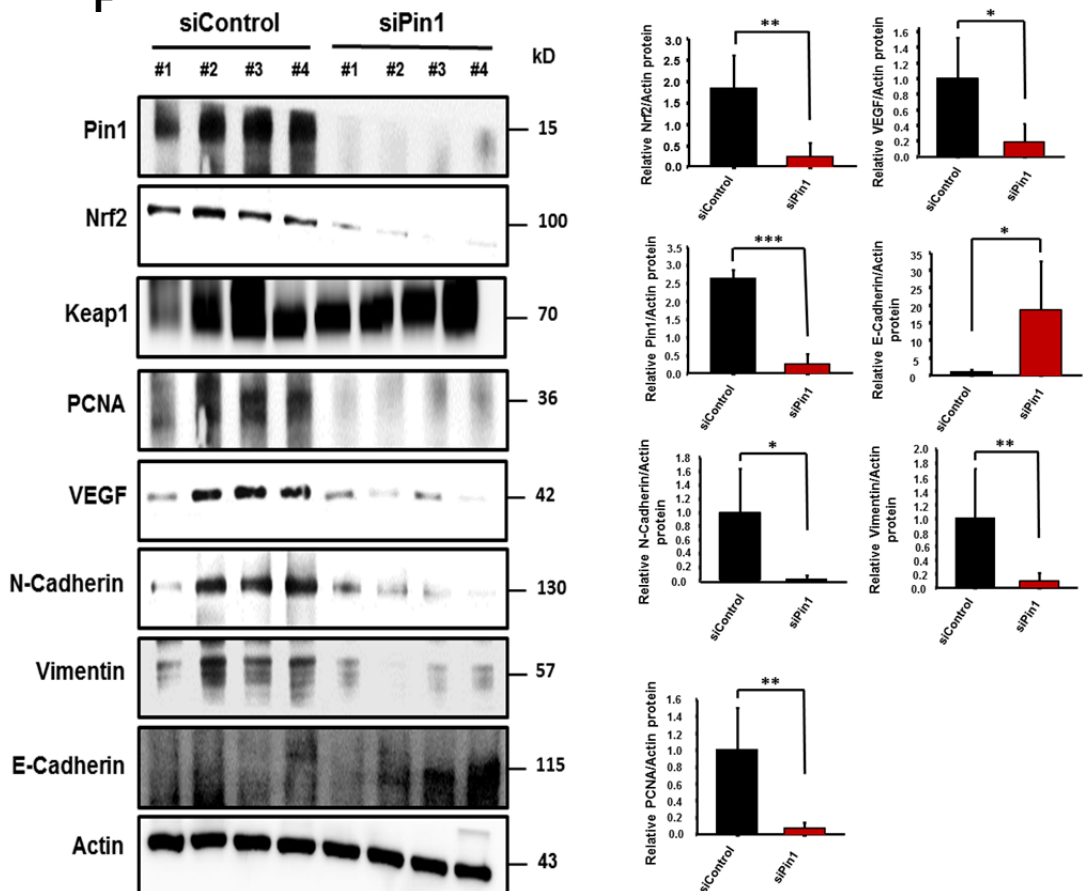 F
siControl siPin1
#1 #2 #3 #4 #1 #2 #3 #4 kD
Pin1 15
Nrf2 100
Keap1 70
PCNA 36
VEGF 42
N-Cadherin 130
Vimentin 57
E-Cadherin 115
Actin 43
Relative Nrf2/Actin protein
3.0
2.5
2.0
1.5
1.0
0.5
0.0
**
siControl
siPin1
Relative VEGF/Actin protein
1.6
1.4
1.2
1.0
0.8
0.6
0.4
0.2
0.0
*
siControl
siPin1
Relative Pin1/Actin protein
3.5
3.0
2.5
2.0
1.5
1.0
0.5
0.0
***
siControl
siPin1
Relative E-Cadherin/Actin
protein
35
30
25
20
15
10
5
0
*
siControl
siPin1
Relative N-Cadherin/Actin
protein
1.8
1.6
1.4
1.2
1.0
0.8
0.6
0.4
0.2
0.0
*
siControl
siPin1
Relative Vimentin/Actin
protein
2.0
1.8
1.6
1.4
1.2
1.0
0.8
0.6
0.4
0.2
0.0
**
siControl
siPin1
Relative PCNA/Actin protein
1.6
1.4
1.2
1.0
0.8
0.6
0.4
0.2
0.0
**
siControl
siPin1